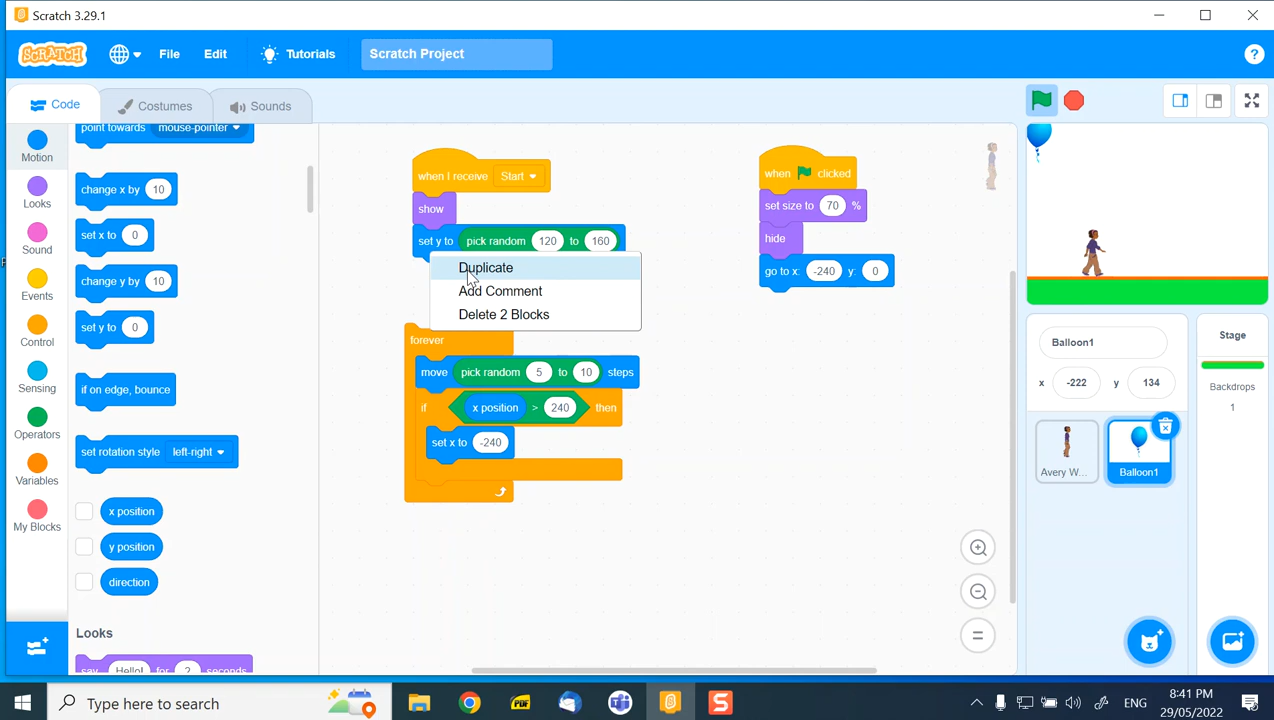 Scratch 3.29.1
SCRATCH File Edit Tutorials Scratch Project
Code Costumes Sounds
Motion
Looks
Sound
Events
Control
Sensing
Operators
Variables
My Blocks
point towards mouse-pointer
change x by 10
set x to 0
change y by 10
set y to 0
if on edge, bounce
set rotation style left-right
x position
y position
direction
Looks
say Hello! for 2 seconds
when I receive Start
show
set y to pick random 120 to 160
Duplicate
Add Comment
Delete 2 Blocks
forever
move pick random 5 to 10 steps
if x position > 240 then
set x to -240
when clicked
set size to 70 %
hide
go to x: -240 y: 0
Balloon1
x -222 y 134
Avery W...
Balloon1
Stage
Backdrops
1
Type here to search
PDF
S
ENG
8:41 PM
29/05/2022